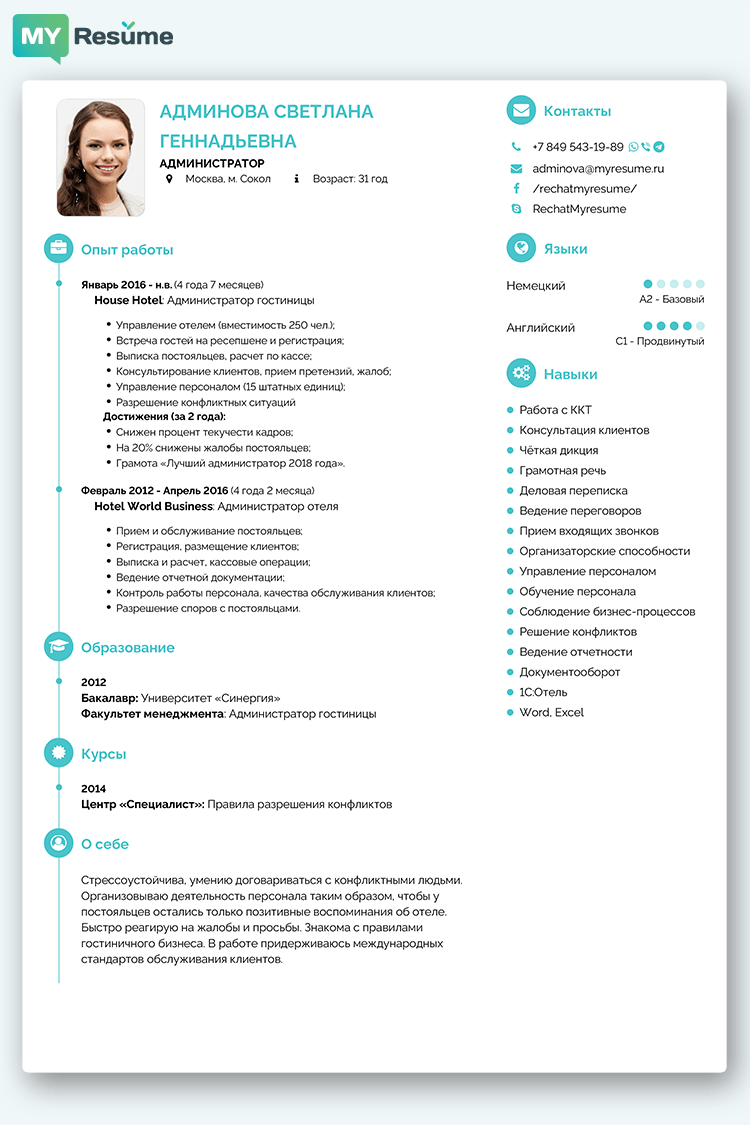 MY Resume
АДМИНОВА СВЕТЛАНА
ГЕННАДЬЕВНА
АДМИНИСТРАТОР
Москва, м. Сокол Возраст: 31 год
Опыт работы
Январь 2016 - н.в. (4 года 7 месяцев)
House Hotel: Администратор гостиницы
Управление отелем (вместимость 250 чел.);
Встреча гостей на ресепшене и регистрация;
Выписка постояльцев, расчет по кассе;
Консультирование клиентов, прием претензий, жалоб;
Управление персоналом (15 штатных единиц);
Разрешение конфликтных ситуаций
Достижения (за 2 года):
Снижен процент текучести кадров;
На 20% снижены жалобы постояльцев;
Грамота «Лучший администратор 2018 года».
Февраль 2012 - Апрель 2016 (4 года 2 месяца)
Hotel World Business: Администратор отеля
Прием и обслуживание постояльцев;
Регистрация, размещение клиентов;
Выписка и расчет, кассовые операции;
Ведение отчетной документации;
Контроль работы персонала, качества обслуживания клиентов;
Разрешение споров с постояльцами.
Образование
2012
Бакалавр: Университет «Синергия»
Факультет менеджмента: Администратор гостиницы
Курсы
2014
Центр «Специалист»: Правила разрешения конфликтов
О себе
Стрессоустойчива, умению договариваться с конфликтными людьми.
Организовываю деятельность персонала таким образом, чтобы у
постояльцев остались только позитивные воспоминания об отеле.
Быстро реагирую на жалобы и просьбы. Знакома с правилами
гостиничного бизнеса. В работе придерживаюсь международных
стандартов обслуживания клиентов.
Контакты
+7 849 543-19-89
adminova@myresume.ru
/rechatmyresume/
RechatMyresume
Языки
Немецкий
A2 - Базовый
Английский
C1 - Продвинутый
Навыки
Работа с ККТ
Консультация клиентов
Чёткая дикция
Грамотная речь
Деловая переписка
Ведение переговоров
Прием входящих звонков
Организаторские способности
Управление персоналом
Обучение персонала
Соблюдение бизнес-процессов
Решение конфликтов
Ведение отчетности
Документооборот
1С:Отель
Word, Excel